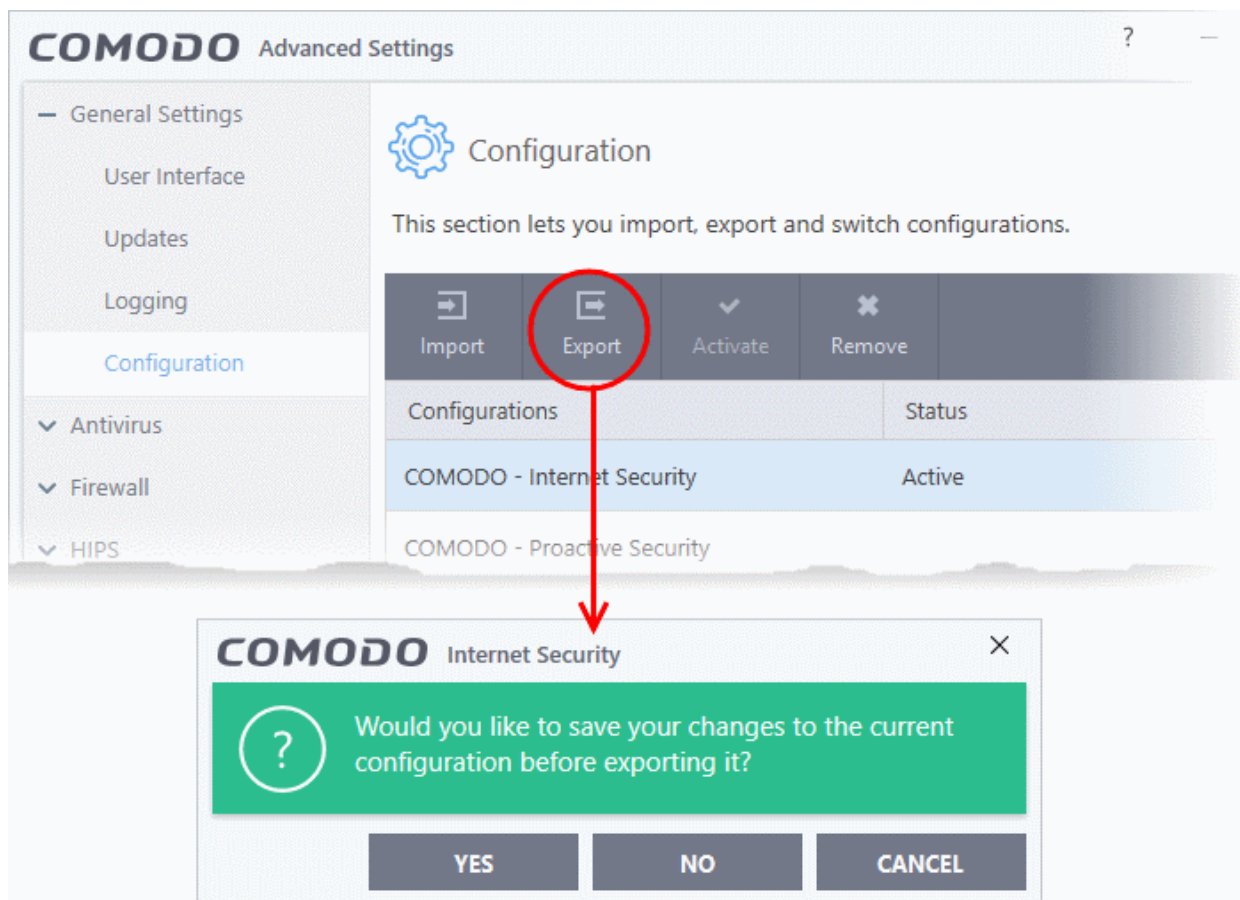 COMODO Advanced Settings ?
General Settings
User Interface
Updates
Logging
Configuration
Antivirus
Firewall
HIPS
Configuration
This section lets you import, export and switch configurations.
Import Export Activate Remove
Configurations Status
COMODO - Internet Security Active
COMODO - Proactive Security
COMODO Internet Security
?
Would you like to save your changes to the current
configuration before exporting it?
YES NO CANCEL